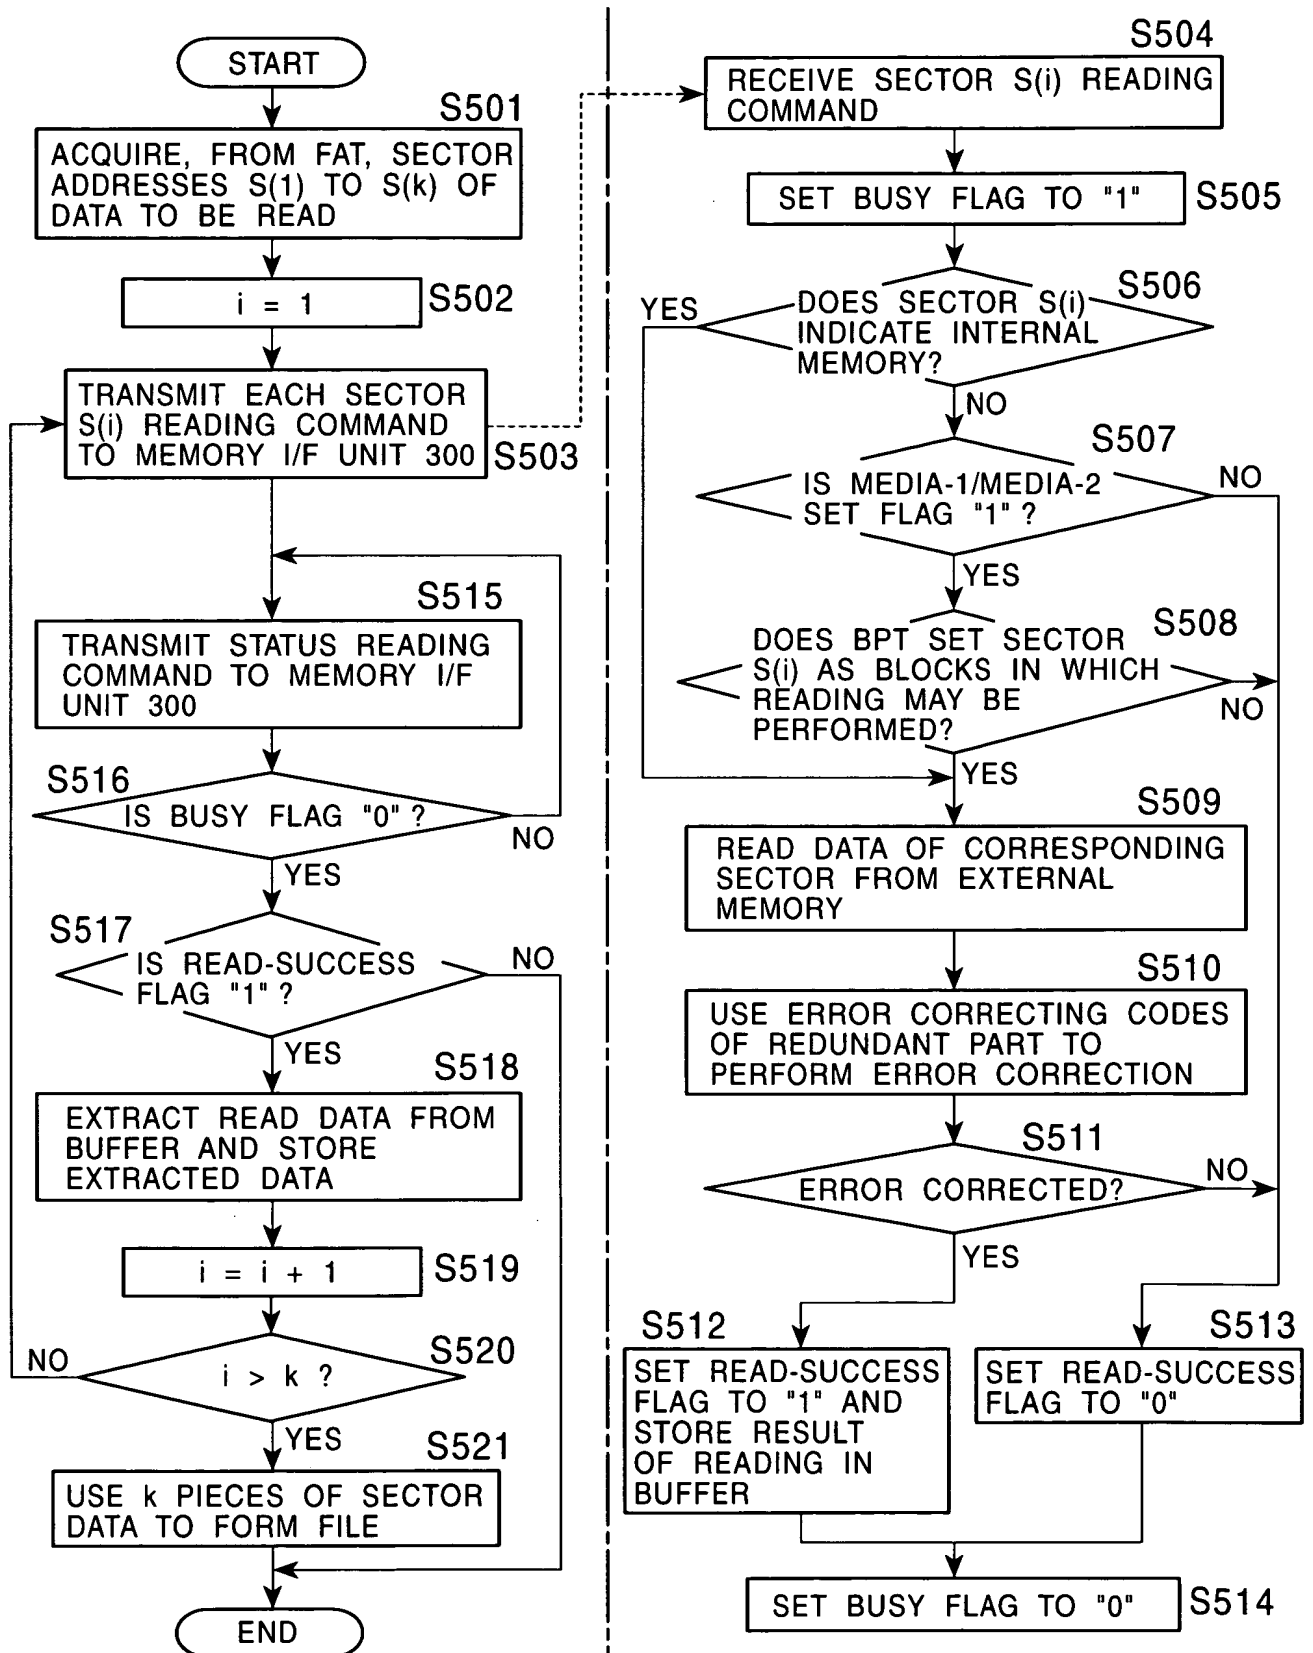 START
S501
ACQUIRE, FROM FAT, SECTOR
ADDRESSES S(1) TO S(k) OF
DATA TO BE READ
i = 1
S502
TRANSMIT EACH SECTOR
S(i) READING COMMAND
TO MEMORY I/F UNIT 300
S503
S515
TRANSMIT STATUS READING
COMMAND TO MEMORY I/F
UNIT 300
S516
IS BUSY FLAG "0" ?
NO
YES
S517
IS READ-SUCCESS
FLAG "1" ?
NO
YES
S518
EXTRACT READ DATA FROM
BUFFER AND STORE
EXTRACTED DATA
i = i + 1
S519
S520
NO
i > k ?
YES
S521
USE k PIECES OF SECTOR
DATA TO FORM FILE
END
S504
RECEIVE SECTOR S(i) READING
COMMAND
SET BUSY FLAG TO "1"
S505
S506
YES
DOES SECTOR S(i)
INDICATE INTERNAL
MEMORY?
NO
S507
IS MEDIA-1/MEDIA-2
SET FLAG "1" ?
NO
YES
S508
DOES BPT SET SECTOR
S(i) AS BLOCKS IN WHICH
READING MAY BE
PERFORMED?
NO
YES
S509
READ DATA OF CORRESPONDING
SECTOR FROM EXTERNAL
MEMORY
S510
USE ERROR CORRECTING CODES
OF REDUNDANT PART TO
PERFORM ERROR CORRECTION
S511
ERROR CORRECTED?
NO
YES
S512
SET READ-SUCCESS
FLAG TO "1" AND
STORE RESULT
OF READING IN
BUFFER
S513
SET READ-SUCCESS
FLAG TO "0"
SET BUSY FLAG TO "0"
S514